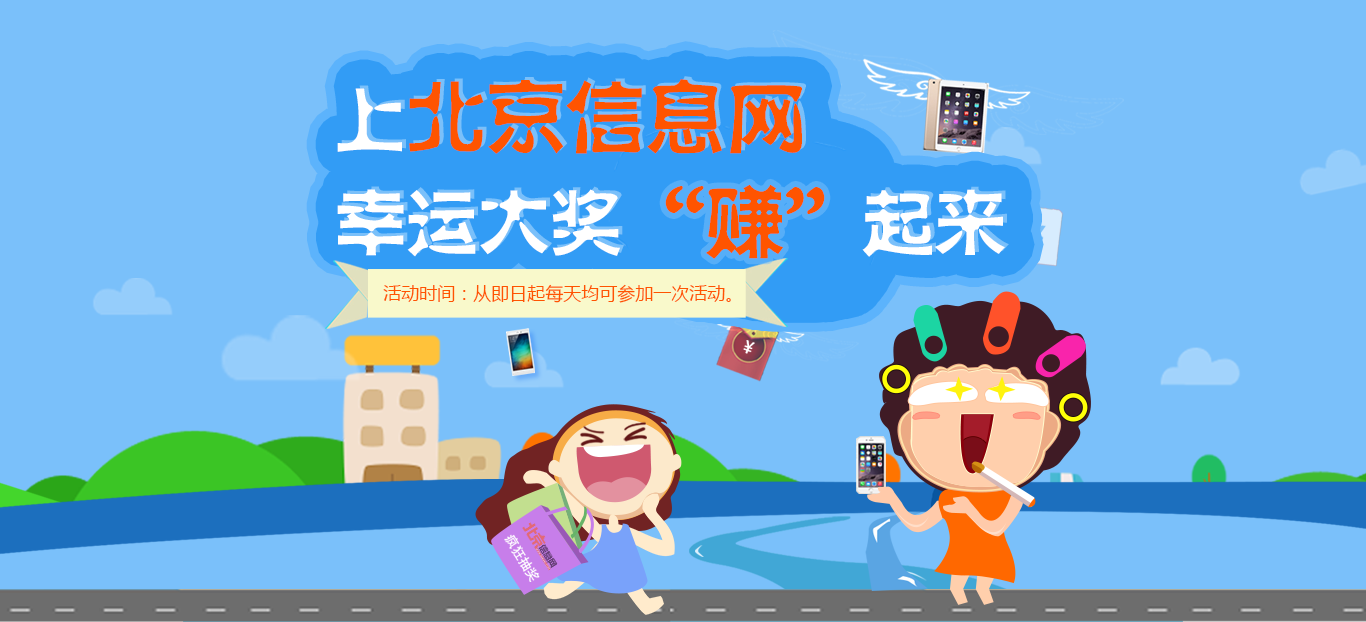 上北京信息网
幸运大奖“赚”起来
活动时间：从即日起每天均可参加一次活动。
北京信息网
疯狂抽奖